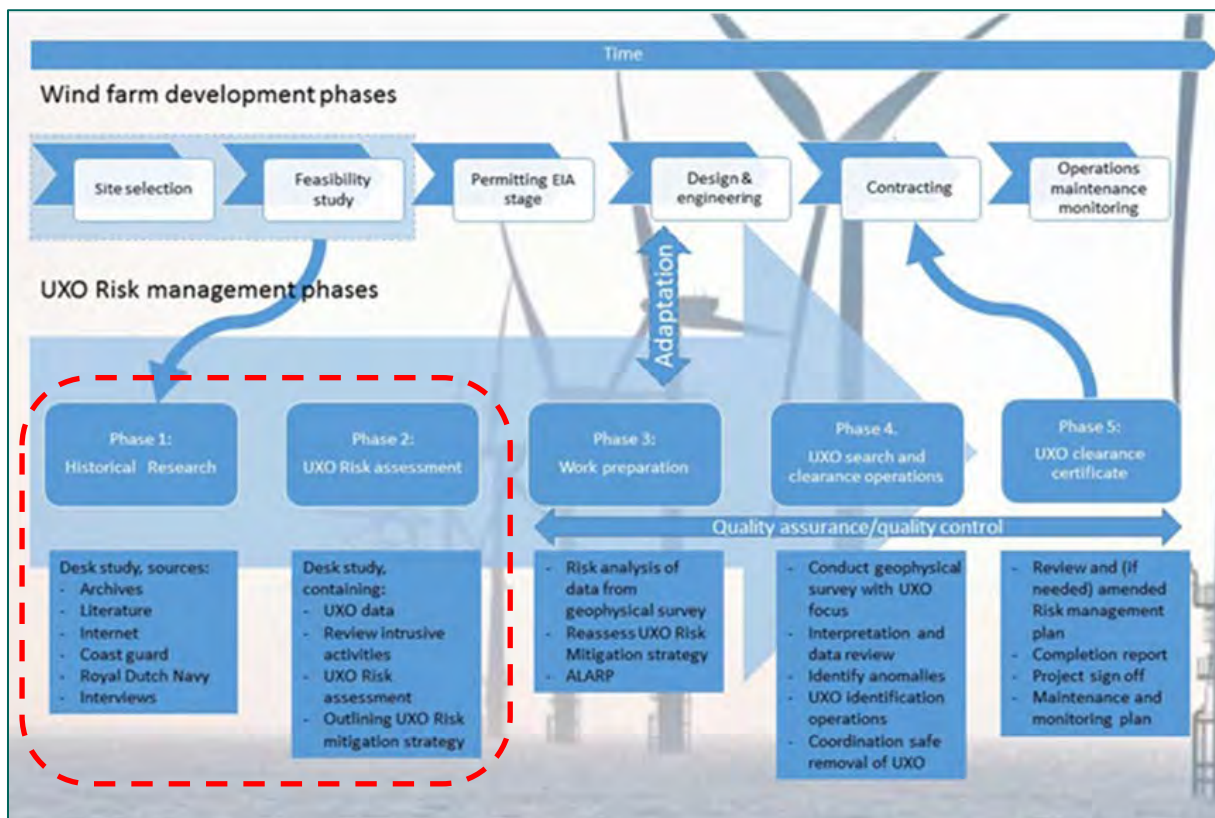 Time
Wind farm development phases
Site selection
Feasibility
study
Permitting EIA
stage
Design &
engineering
Contracting
Operations
maintenance
monitoring
UXO Risk management phases
Adaptation
Phase 1:
Historical Research
Phase 2:
UXO Risk assessment
Phase 3:
Work preparation
Phase 4.
UXO search and
clearance operations
Phase 5:
UXO clearance
certificate
Quality assurance/quality control
Desk study, sources:
- Archives
- Literature
- Internet
- Coast guard
- Royal Dutch Navy
- Interviews
Desk study,
containing:
- UXO data
- Review intrusive
activities
- UXO Risk
assessment
- Outlining UXO Risk
mitigation strategy
- Risk analysis of
data from
geophysical survey
- Reassess UXO Risk
Mitigation strategy
- ALARP
- Conduct geophysical
survey with UXO
focus
- Interpretation and
data review
- Identify anomalies
- UXO identification
operations
- Coordination safe
removal of UXO
- Review and (if
needed) amended
Risk management
plan
- Completion report
- Project sign off
- Maintenance and
monitoring plan